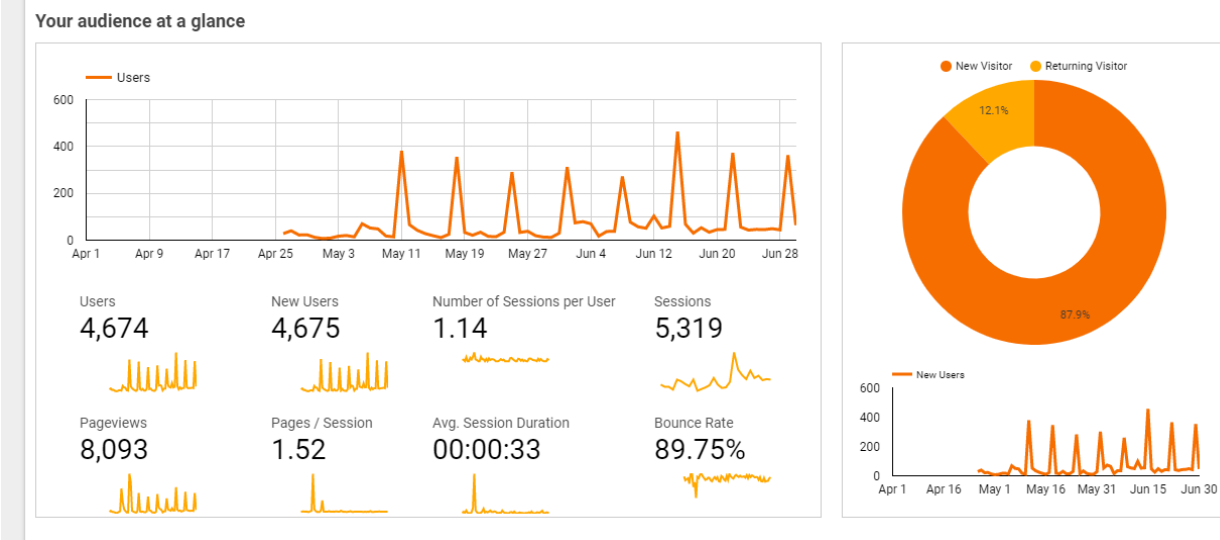 Your audience at a glance
Users
600
400
200
0
Apr 1 Apr 9 Apr 17 Apr 25 May 3 May 11 May 19 May 27 Jun 4 Jun 12 Jun 20 Jun 28
Users New Users Number of Sessions per User Sessions
4,674 4,675 1.14 5,319
Pageviews Pages / Session Avg. Session Duration Bounce Rate
8,093 1.52 00:00:33 89.75%
New Visitor Returning Visitor
12.1%
87.9%
New Users
600
400
200
0
Apr 1 Apr 16 May 1 May 16 May 31 Jun 15 Jun 30